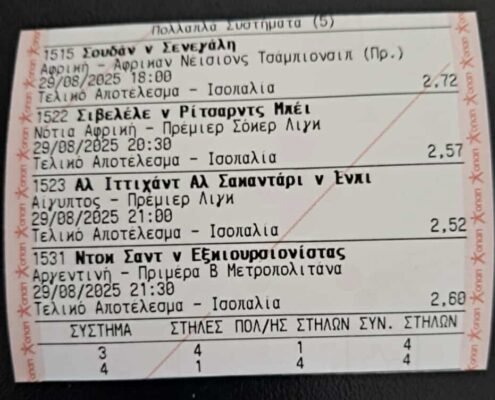 Πολλαπλά Συστήματα (5)
1515 Σουδάν v Σενεγάλη
Αφρική - Αφρικαν Νέισιονς Τσάμπιονσιπ (Πρ.)
29/08/2025 18:00
Τελικό Αποτέλεσμα - Ισοπαλία 2,72
1522 Σιβελέλε v Ρίτσαρντς Μπέι
Νότια Αφρική - Πρέμιερ Σόκερ Λιγκ
29/08/2025 20:30
Τελικό Αποτέλεσμα - Ισοπαλία 2,57
1523 Αλ Ιττιχάντ Αλ Σακαντάρι v Ένπι
Αίγυπτος - Πρέμιερ Λιγκ
29/08/2025 21:00
Τελικό Αποτέλεσμα - Ισοπαλία 2,52
1531 Ντοκ Σαντ v Εξκιουρσιονίστας
Αργεντινή - Πριμέρα Β Μετροπολιτάνα
29/08/2025 21:30
Τελικό Αποτέλεσμα - Ισοπαλία 2,60
ΣΥΣΤΗΜΑ ΣΤΗΛΕΣ ΠΟΛ/ΗΣ ΣΤΗΛΩΝ ΣΥΝ. ΣΤΗΛΩΝ
3 4 1 4
4 1 4 4